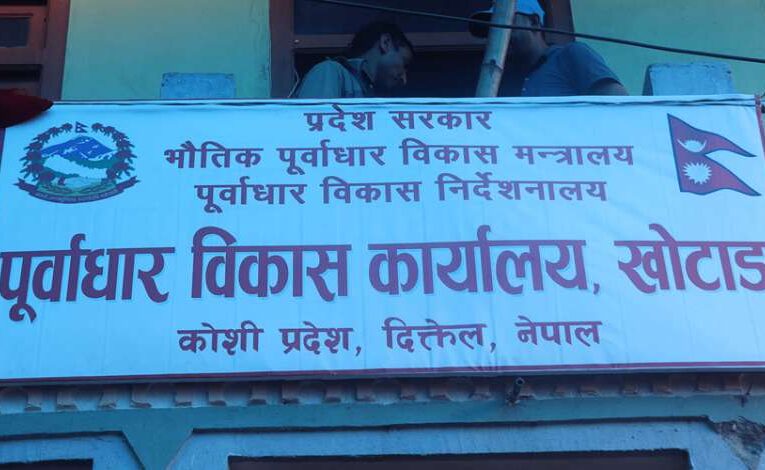 प्रदेश सरकार
भौतिक पूर्वाधार विकास मन्त्रालय
पूर्वाधार विकास निर्देशनालय
पूर्वाधार विकास कार्यालय, खोटाङ
कोशी प्रदेश, दिक्तेल, नेपाल